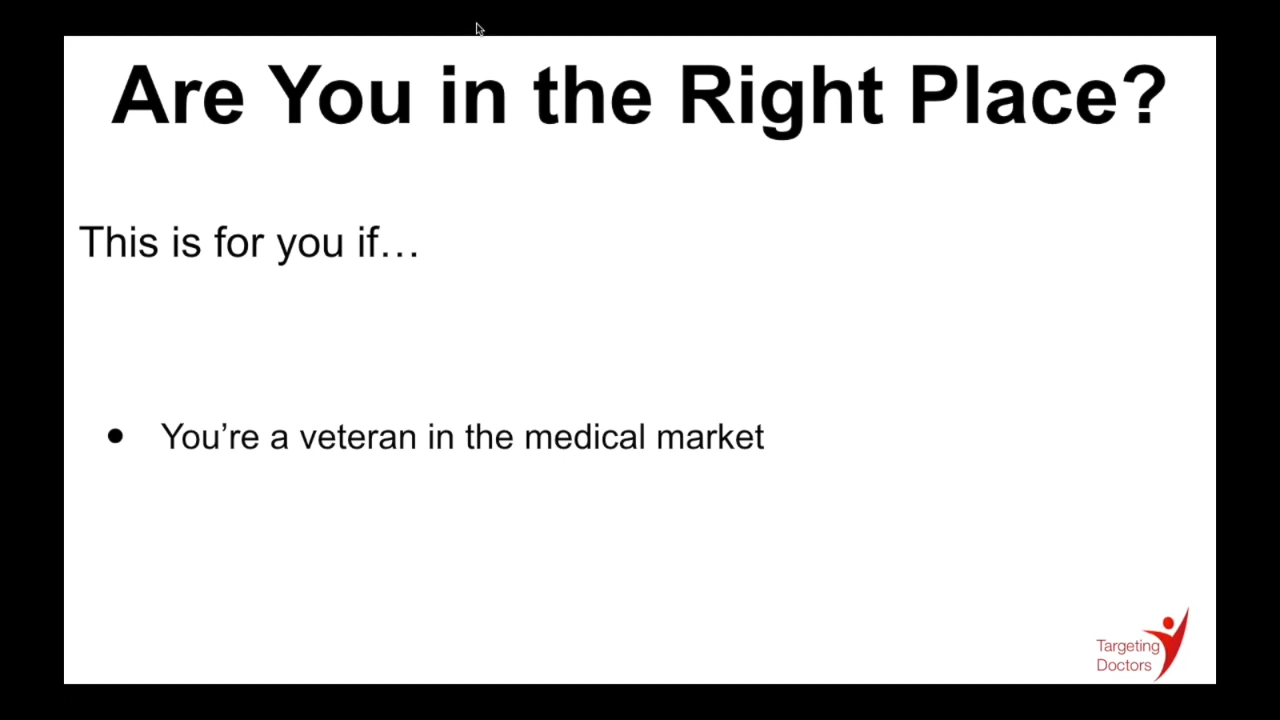 Are You in the Right Place?
This is for you if…
● You’re a veteran in the medical market
Targeting
Doctors